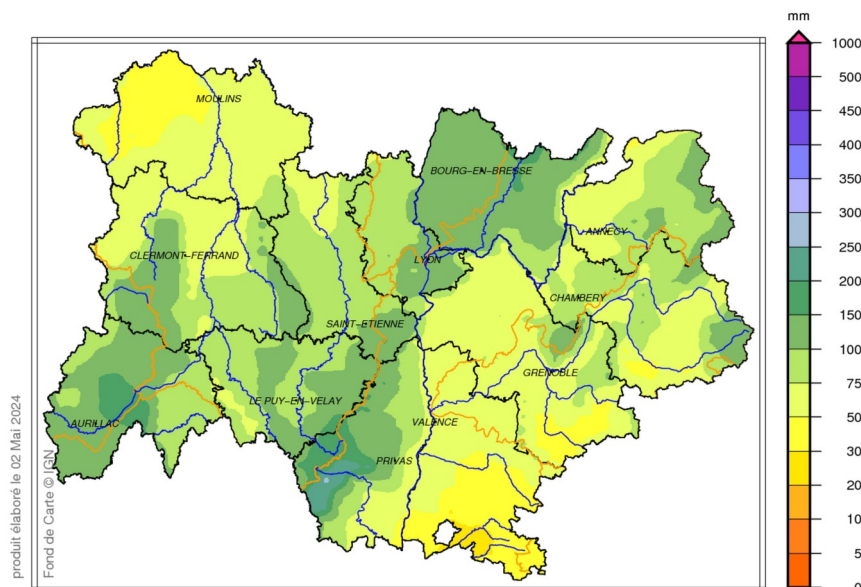 mm
1000
500
450
400
350
300
250
200
150
100
75
50
30
20
10
5
0
MOULINS
BOURG-EN-BRESSE
ANNECY
CLERMONT-FERRAND
LYON
CHAMBERY
SAINT-ETIENNE
GRENOBLE
LE PUY-EN-VELAY
AURILLAC
VALENCE
PRIVAS
produit élaboré le 02 Mai 2024
Fond de Carte © IGN